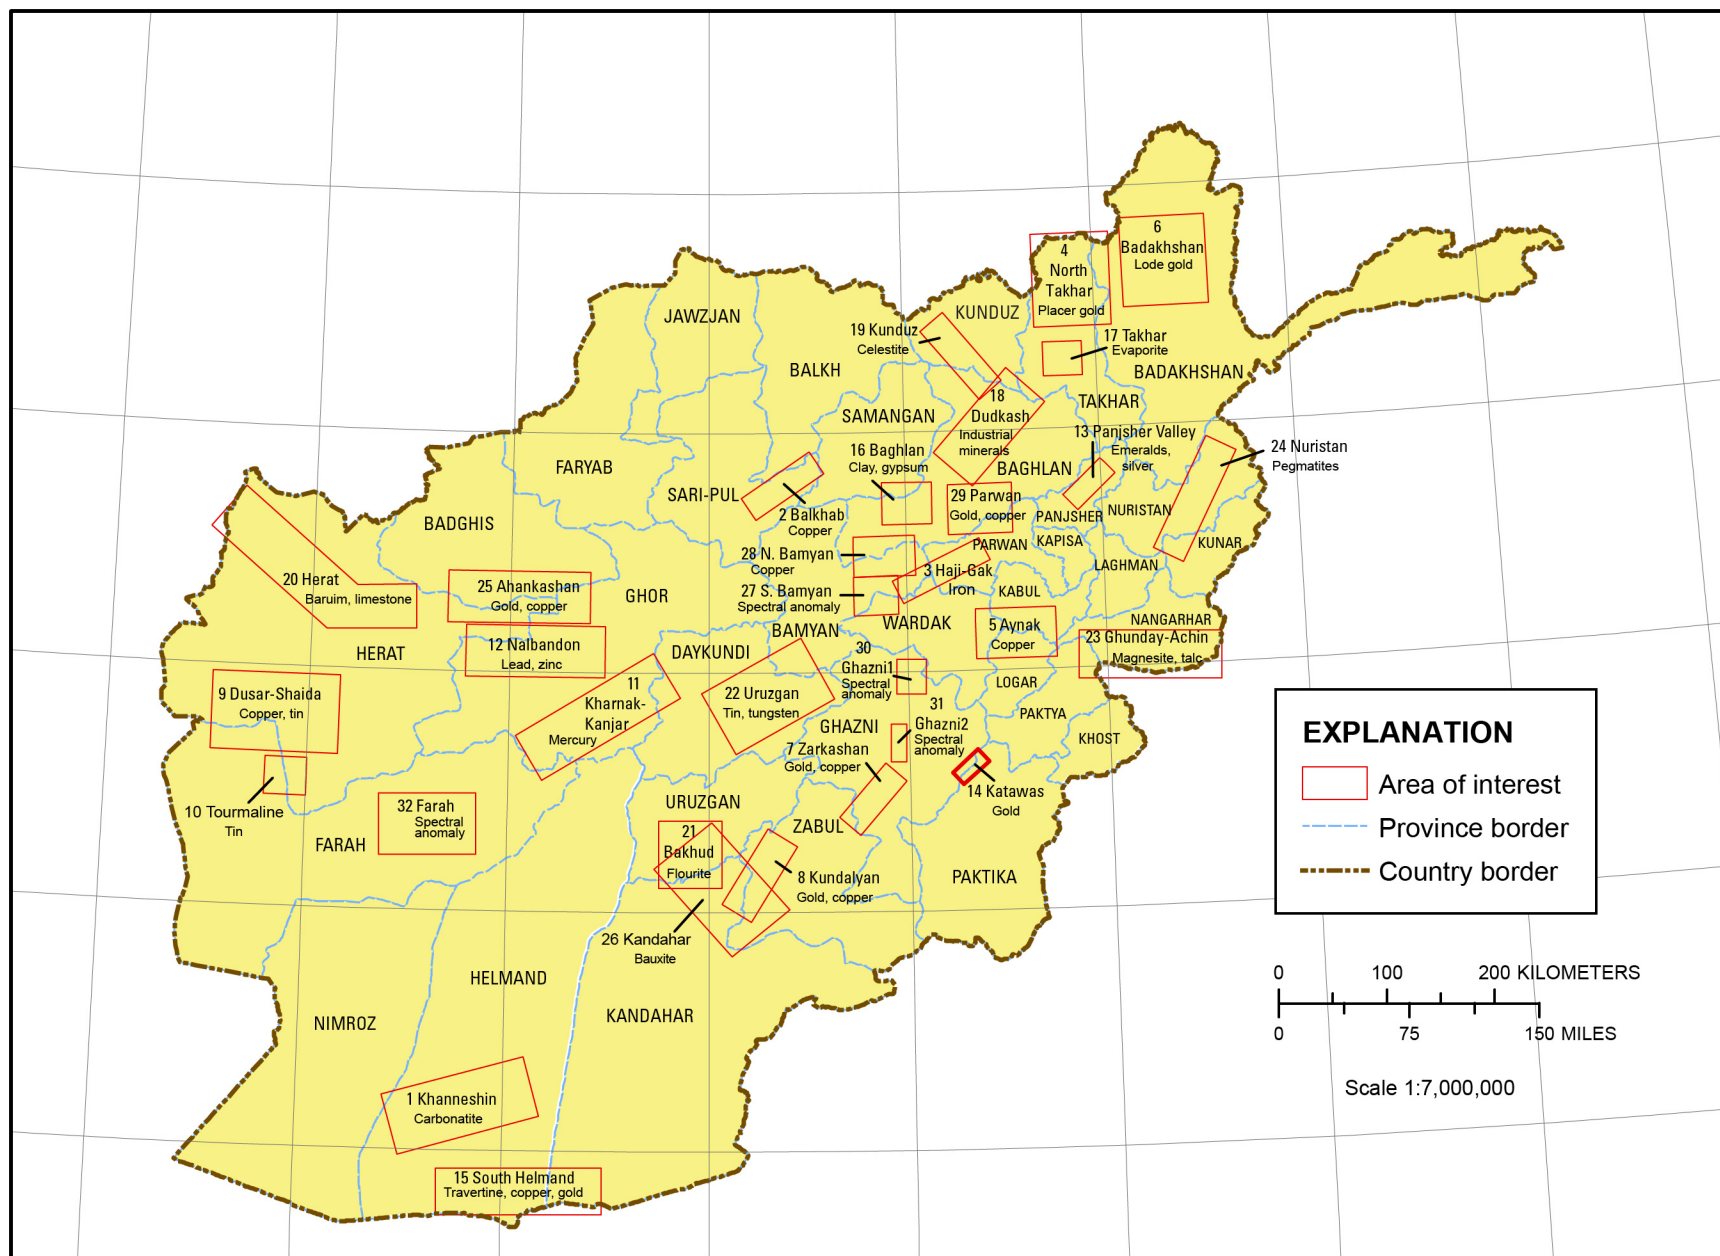 6
Badakhshan
Lode gold
4
North
Takhar
Placer gold
JAWZJAN
KUNDUZ
19 Kunduz
Celestite
17 Takhar
Evaporite
BALKH
BADAKHSHAN
SAMANGAN
18
Dudkash
Industrial
minerals
TAKHAR
13 Panjsher Valley
Emeralds,
silver
24 Nuristan
Pegmatites
16 Baghlan
Clay, gypsum
FARYAB
BAGHLAN
SARI-PUL
29 Parwan
Gold, copper
2 Balkhab
Copper
BADGHIS
PANJSHER
NURISTAN
KAPISA
KUNAR
28 N. Bamyan
Copper
PARWAN
3 Haji-Gak
Iron
LAGHMAN
20 Herat
Baruim, limestone
25 Ahankashan
Gold, copper
GHOR
27 S. Bamyan
Spectral anomaly
KABUL
WARDAK
5 Aynak
Copper
NANGARHAR
BAMYAN
23 Ghunday-Achin
Magnesite, talc
HERAT
12 Nalbandon
Lead, zinc
DAYKUNDI
30
Ghazni1
Spectral
anomaly
LOGAR
9 Dusar-Shaida
Copper, tin
11
Kharnak-
Kanjar
Mercury
22 Uruzgan
Tin, tungsten
31
Ghazni2
Spectral
anomaly
PAKTYA
GHAZNI
KHOST
7 Zarkashan
Gold, copper
14 Katawas
Gold
10 Tourmaline
Tin
32 Farah
Spectral
anomaly
URUZGAN
FARAH
21
Bakhud
Flourite
ZABUL
8 Kundalyan
Gold, copper
PAKTIKA
26 Kandahar
Bauxite
HELMAND
NIMROZ
KANDAHAR
1 Khanneshin
Carbonatite
15 South Helmand
Travertine, copper, gold
EXPLANATION
Area of interest
Province border
Country border
0 100 200 KILOMETERS
0 75 150 MILES
Scale 1:7,000,000